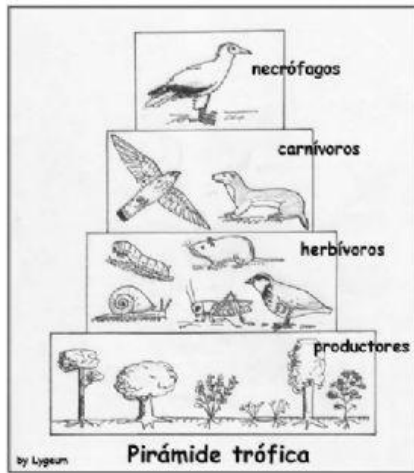 necrófagos
carnívoros
herbívoros
productores
by Lygeum
Pirámide trófica